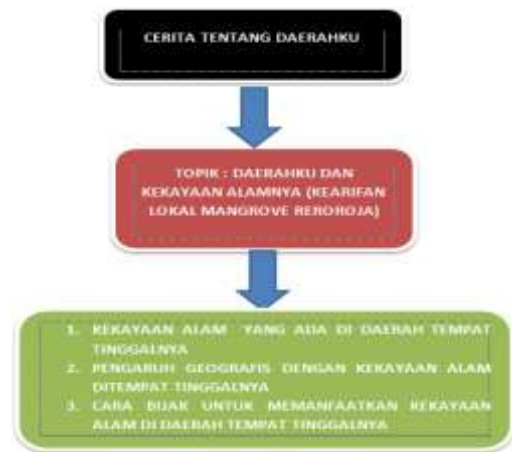 CERITA TENTANG DAERAHKU
TOPIK : DAERAHKU DAN
KEKAYAAN ALAMNYA (KEARIFAN
LOKAL MANGROVE REROROJA)
1. KEKAYAAN ALAM YANG ADA DI DAERAH TEMPAT
TINGGALNYA
2. PENGARUH GEOGRAFIS DENGAN KEKAYAAN ALAM
DITEMPAT TINGGALNYA
3. CARA BIJAK UNTUK MEMANFAATKAN KEKAYAAN
ALAM DI DAERAH TEMPAT TINGGALNYA